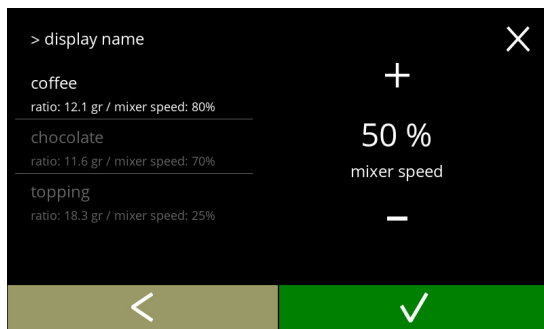 > display name
coffee
ratio: 12.1 gr / mixer speed: 80%
chocolate
ratio: 11.6 gr / mixer speed: 70%
topping
ratio: 18.3 gr / mixer speed: 25%
50 %
mixer speed